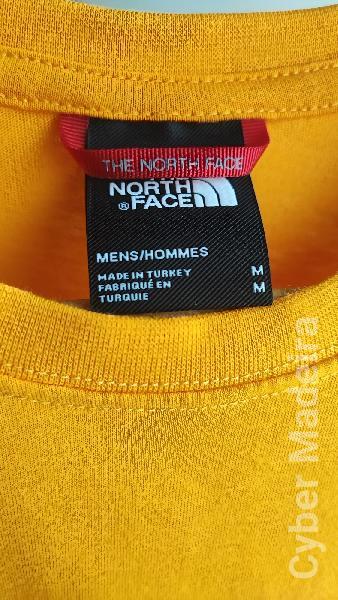 THE NORTH FACE
NORTH
® FACE
MENS/HOMMES
MADE IN TURKEY M
FABRIQUÉ EN M
TURQUIE
Cyber Madeira